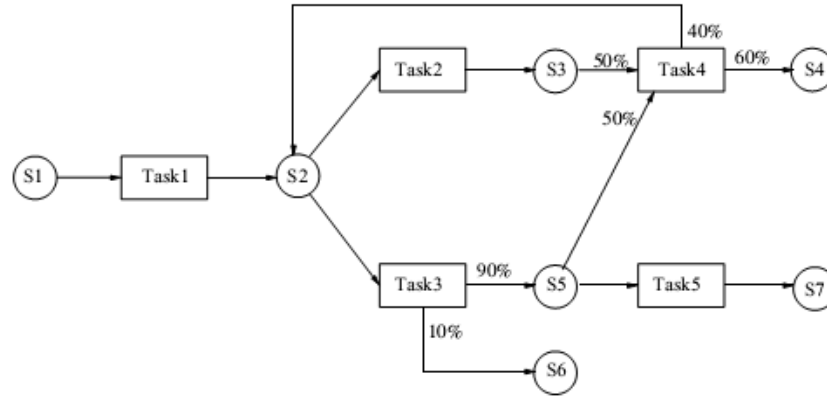 40%
Task2
S3
50%
Task4
60%
S4
50%
S1
Task1
S2
Task3
90%
S5
Task5
S7
10%
S6